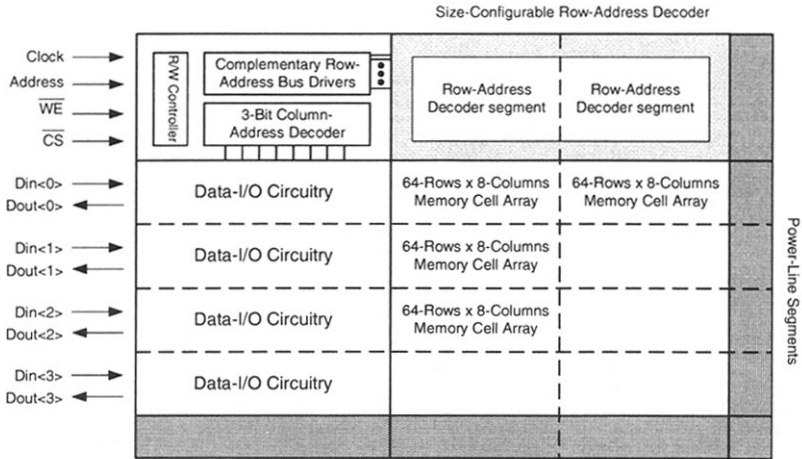 Size-Configurable Row-Address Decoder
Clock
Address
WE
CS
R/W Controller
Complementary Row-
Address Bus Drivers
3-Bit Column-
Address Decoder
Row-Address
Decoder segment
Row-Address
Decoder segment
Din<0>
Dout<0>
Data-I/O Circuitry
64-Rows x 8-Columns
Memory Cell Array
64-Rows x 8-Columns
Memory Cell Array
Din<1>
Dout<1>
Data-I/O Circuitry
64-Rows x 8-Columns
Memory Cell Array
Din<2>
Dout<2>
Data-I/O Circuitry
64-Rows x 8-Columns
Memory Cell Array
Din<3>
Dout<3>
Data-I/O Circuitry
Power-Line Segments